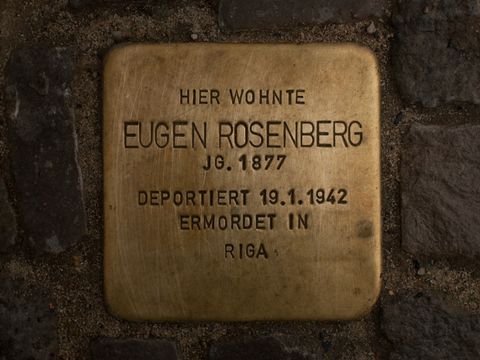 HIER WOHNTE
EUGEN ROSENBERG
JG. 1877
DEPORTIERT 19.1.1942
ERMORDET IN
RIGA